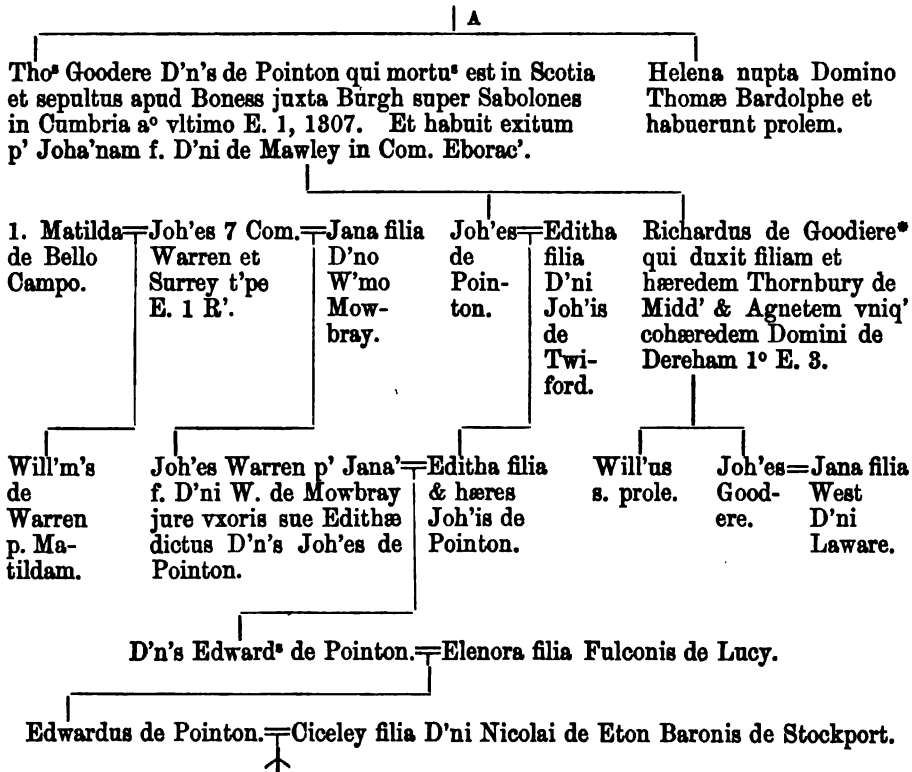 A
Thoˢ Goodere D'n's de Pointon qui mortuˢ est in Scotia
et sepultus apud Boness juxta Burgh super Sabolones
in Cumbria aº vltimo E. 1, 1307. Et habuit exitum
p' Joha'nam f. D'ni de Mawley in Com. Eborac'.
Helena nupta Domino
Thomæ Bardolphe et
habuerunt prolem.
1. Matilda
de Bello
Campo.
Joh'es 7 Com.
Warren et
Surrey t'pe
E. 1 R'.
Jana filia
D'no
W'mo
Mow-
bray.
Joh'es
de
Poin-
ton.
Editha
filia
D'ni
Joh'is
de
Twi-
ford.
Richardus de Goodiere*
qui duxit filiam et
hæredem Thornbury de
Midd' & Agnetem vniq'
cohæredem Domini de
Dereham 1º E. 3.
Will'm's
de
Warren
p. Ma-
tildam.
Joh'es Warren p' Jana'
f. D'ni W. de Mowbray
jure vxoris sue Edithæ
dictus D'n's Joh'es de
Pointon.
Editha filia
& hæres
Joh'is de
Pointon.
Will'us
s. prole.
Joh'es
Good-
ere.
Jana filia
West
D'ni
Laware.
D'n's Edwardˢ de Pointon.
Elenora filia Fulconis de Lucy.
Edwardus de Pointon.
Ciceley filia D'ni Nicolai de Eton Baronis de Stockport.